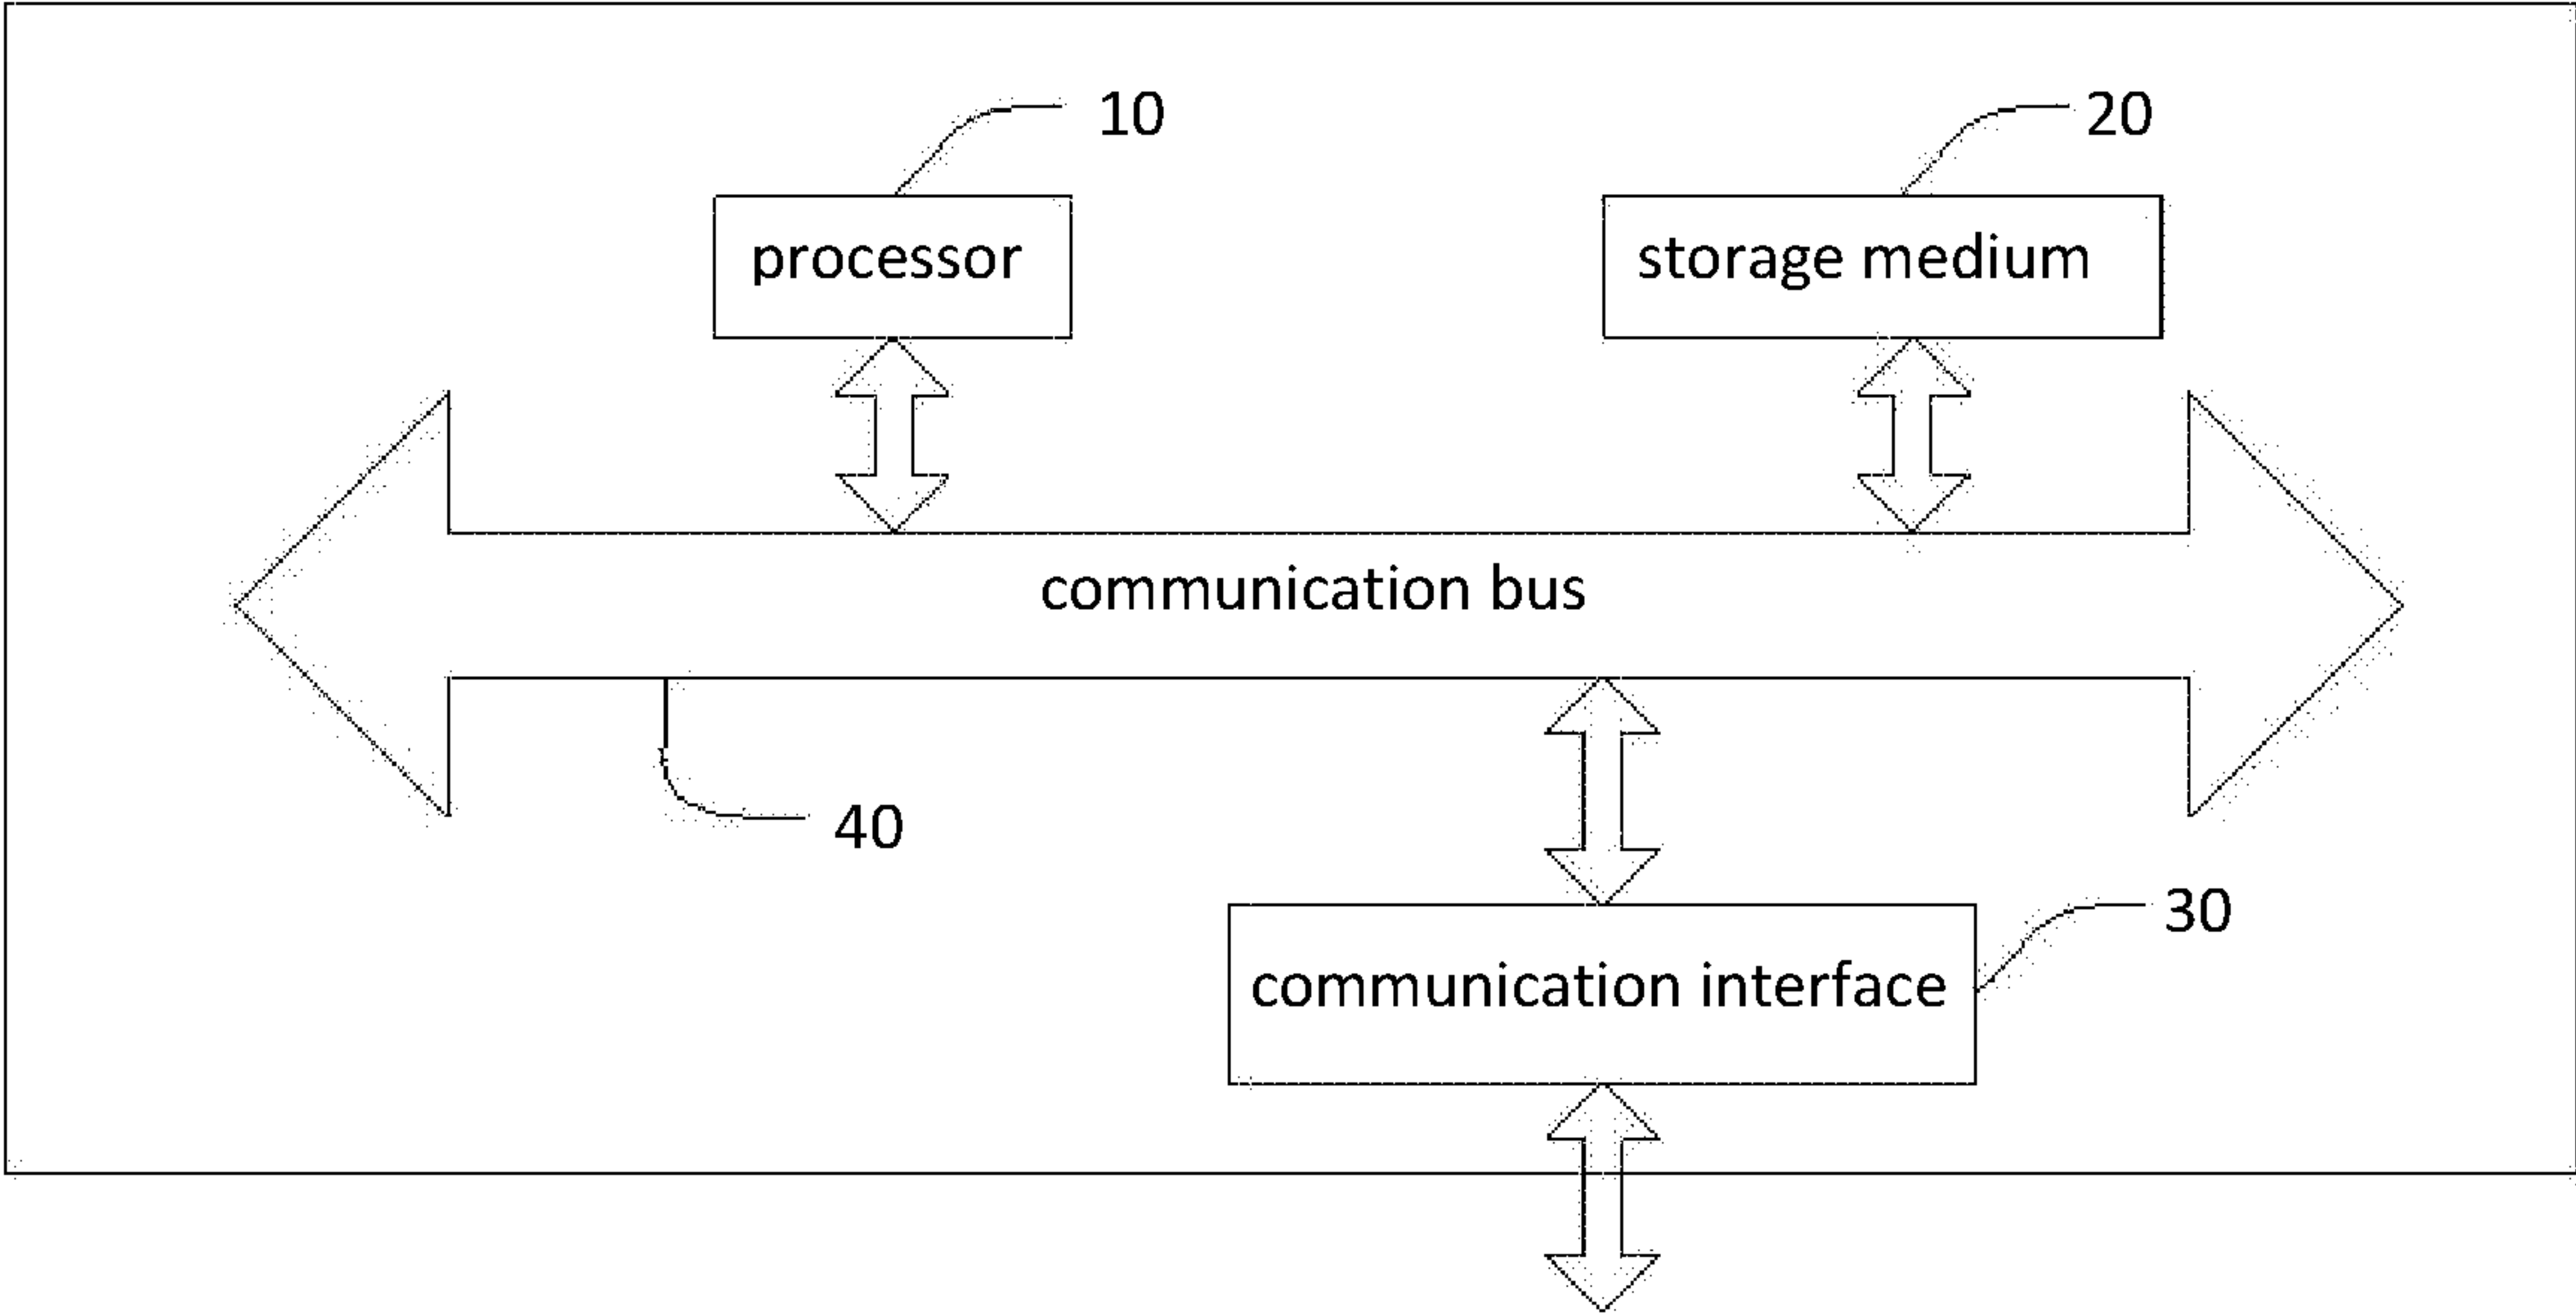 10
20
processor
storage medium
communication bus
40
30
communication interface